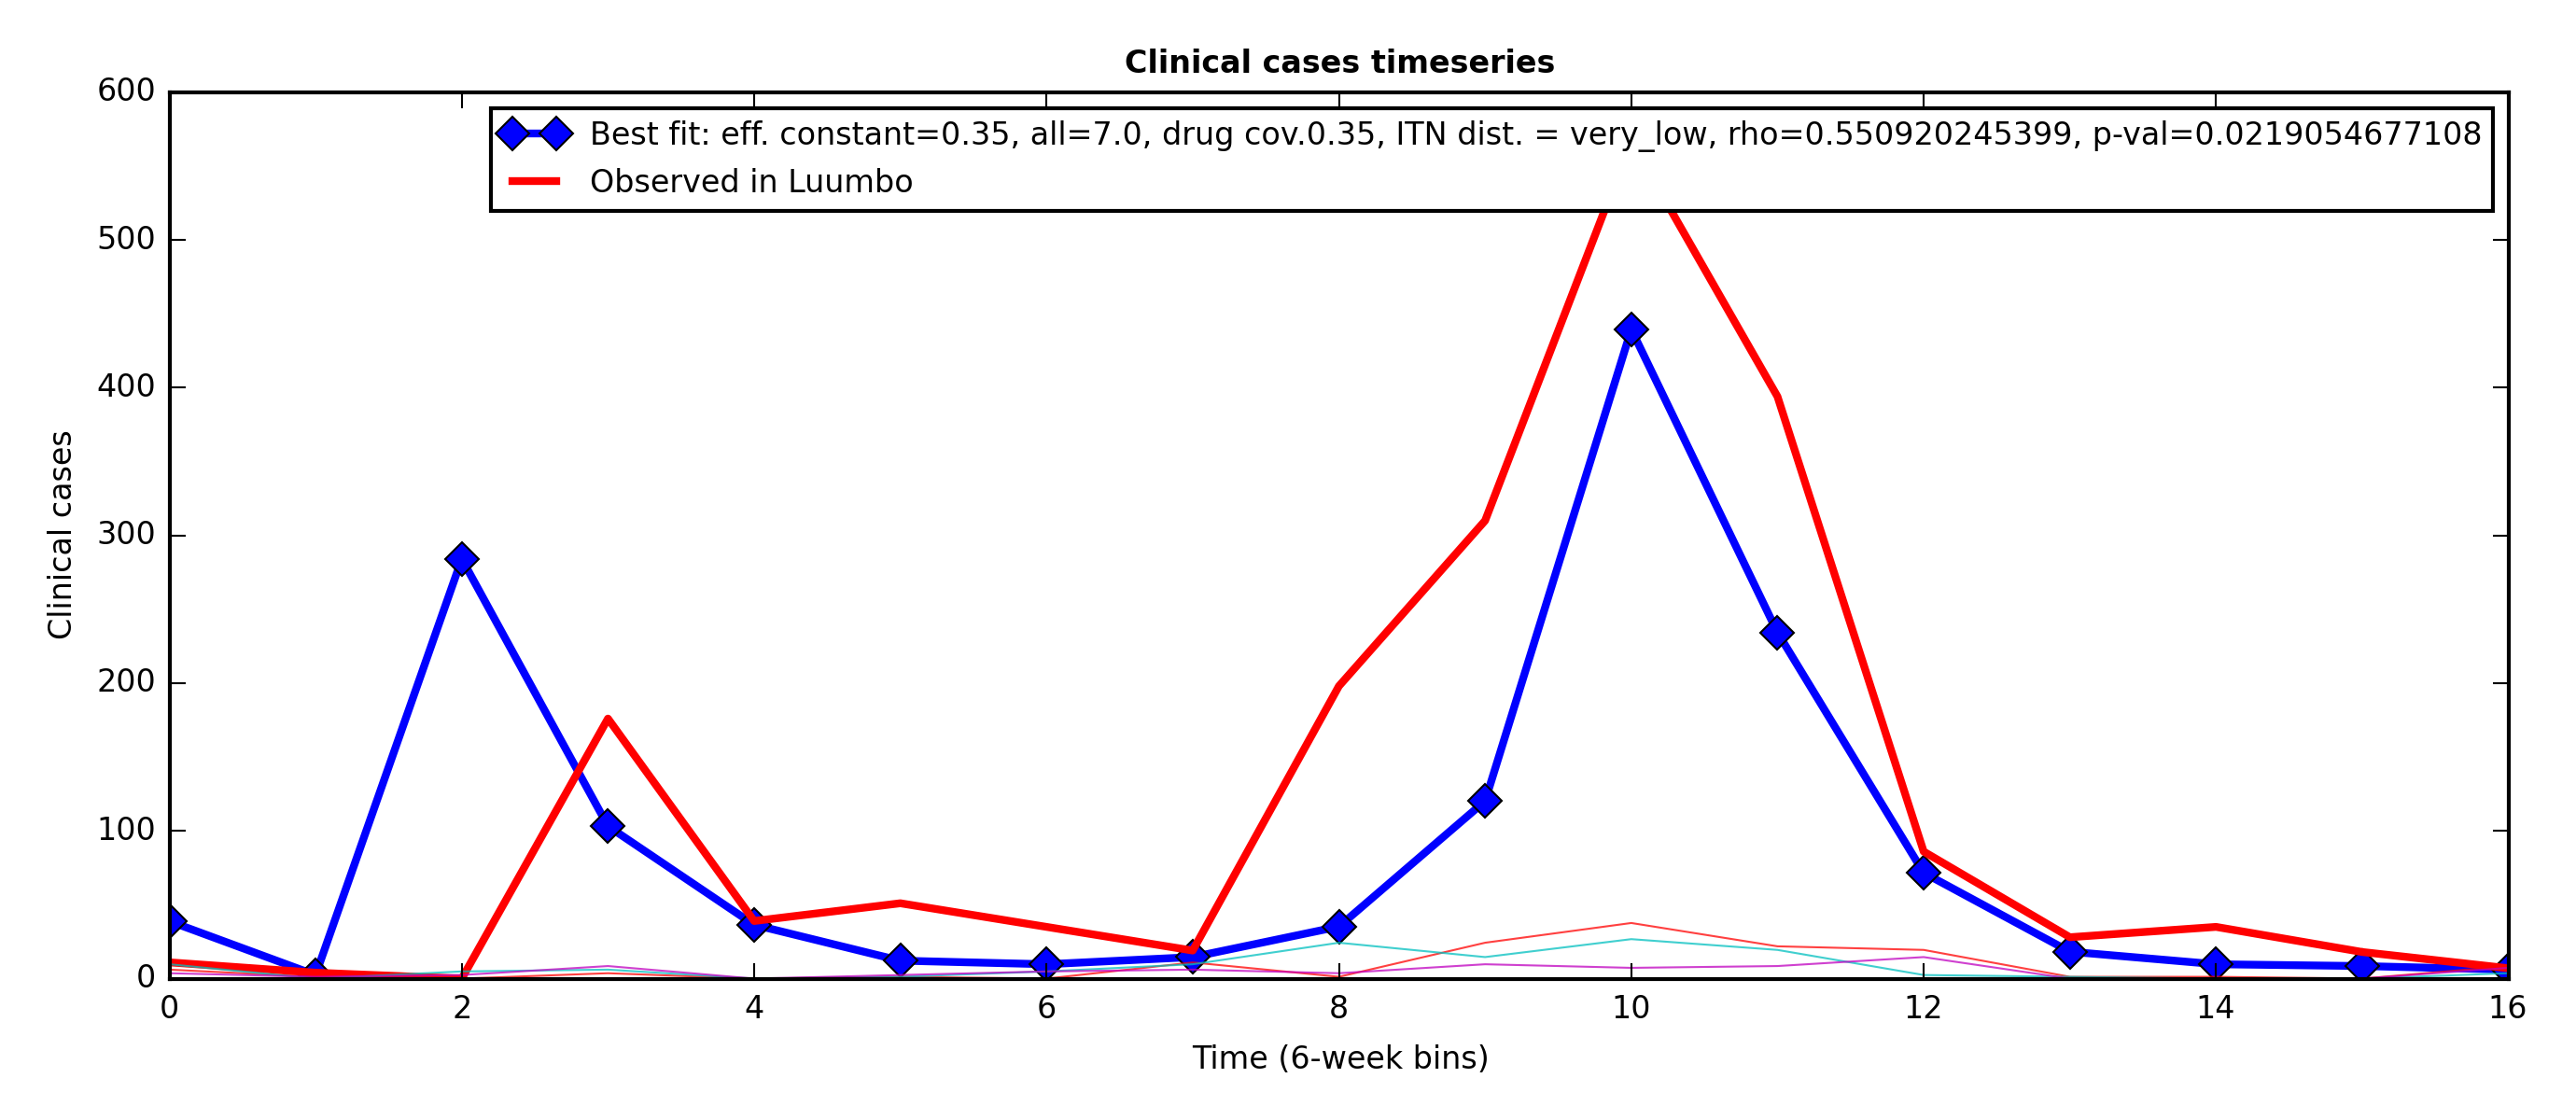 Clinical cases timeseries
600
500
400
300
200
100
0
Clinical cases
Best fit: eff. constant=0.35, all=7.0, drug cov.0.35, ITN dist. = very_low, rho=0.550920245399, p-val=0.0219054677108
Observed in Luumbo
0 2 4 6 8 10 12 14 16
Time (6-week bins)